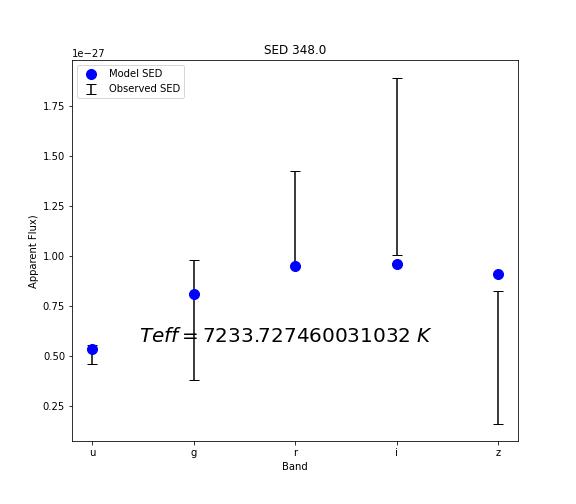 SED 348.0
1e−27
Model SED
Observed SED
1.75
1.50
1.25
1.00
0.75
0.50
0.25
Apparent Flux)
Teff = 7233.727460031032 K
u g r i z
Band